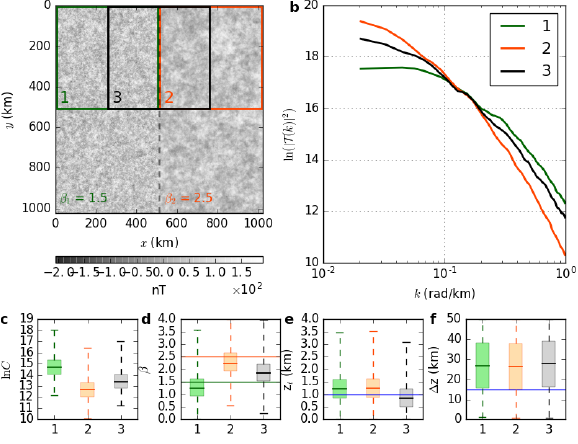 a
0
200
400
600
800
1000
y (km)
1
3
2
β₁ = 1.5
β₂ = 2.5
0 200 400 600 800 1000
x (km)
-2.0 -1.5 -1.0 -0.5 0.0 0.5 1.0 1.5
nT
×10²
b
20
18
16
14
12
10
ln(|𝒯(k)|²)
1
2
3
10⁻² 10⁻¹ 10⁰
k (rad/km)
c
19
18
17
16
15
14
13
12
11
10
lnC
1 2 3
d
4.0
3.5
3.0
2.5
2.0
1.5
1.0
0.5
0.0
β
1 2 3
e
4.0
3.5
3.0
2.5
2.0
1.5
1.0
0.5
0.0
zₜ (km)
1 2 3
f
50
40
30
20
10
0
Δz (km)
1 2 3